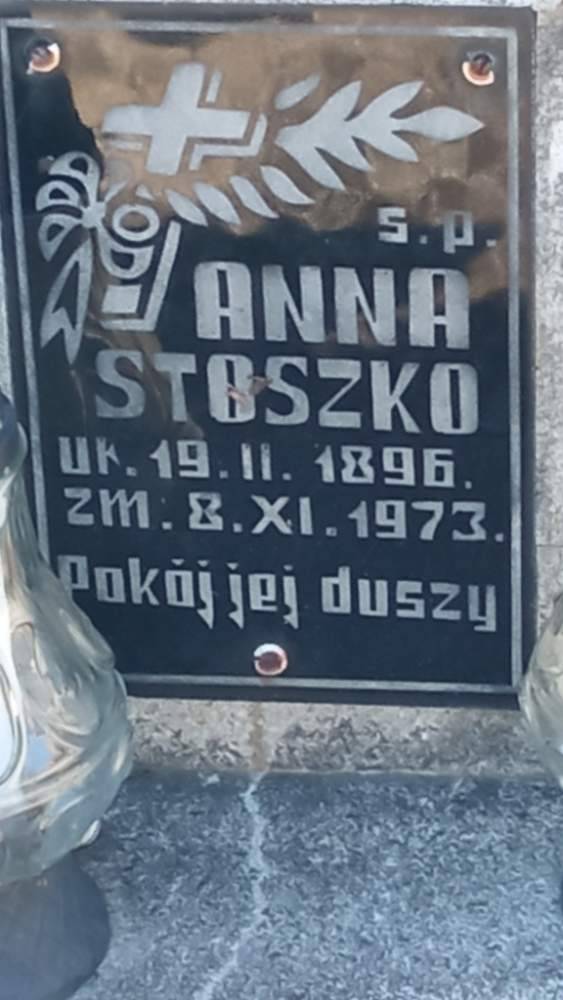 ś.p.
ANNA
STOSZKO
ur.19.II.1896.
zm.8.XI.1973.
Pokój jej duszy